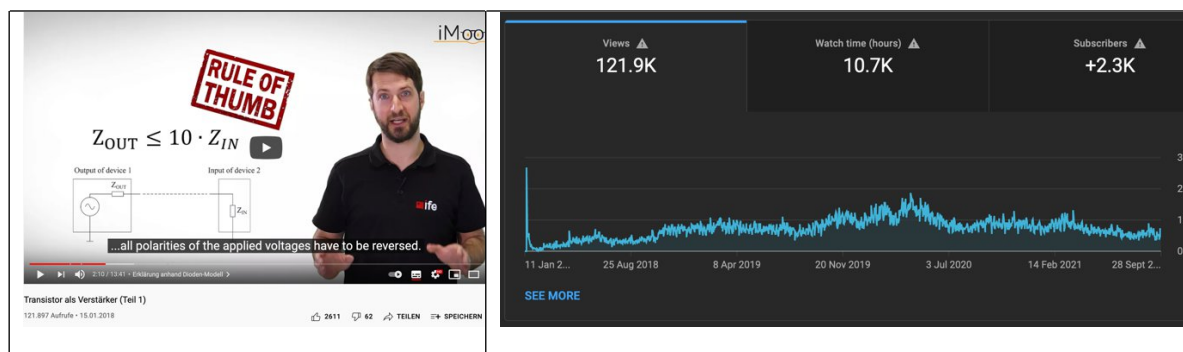 iMoo
RULE OF
THUMB
Z_OUT ≤ 10 · Z_IN
Output of device 1
Input of device 2
Z_OUT
Z_IN
ife
...all polarities of the applied voltages have to be reversed.
2:10 / 13:41 • Erklärung anhand Dioden-Modell >
Transistor als Verstärker (Teil 1)
121.897 Aufrufe • 15.01.2018
2611
62
TEILEN
SPEICHERN
Views
121.9K
Watch time (hours)
10.7K
Subscribers
+2.3K
3
2
1
0
11 Jan 2...
25 Aug 2018
8 Apr 2019
20 Nov 2019
3 Jul 2020
14 Feb 2021
28 Sept 2...
SEE MORE